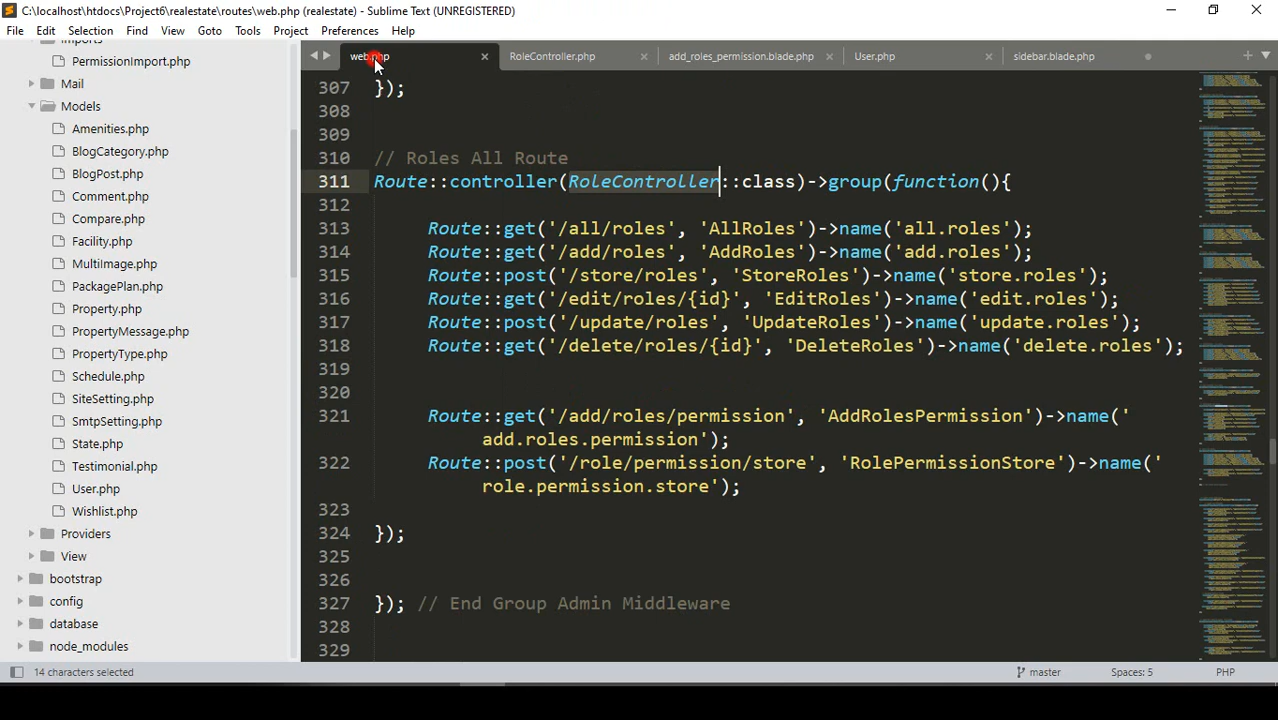 C:\localhost\htdocs\Project6\realestate\routes\web.php (realestate) - Sublime Text (UNREGISTERED)
File Edit Selection Find View Goto Tools Project Preferences Help
web.php RoleController.php add_roles_permission.blade.php User.php sidebar.blade.php
Imports
PermissionImport.php
Mail
Models
Amenities.php
BlogCategory.php
BlogPost.php
Comment.php
Compare.php
Facility.php
MultiImage.php
PackagePlan.php
Property.php
PropertyMessage.php
PropertyType.php
Schedule.php
SiteSetting.php
SmtpSetting.php
State.php
Testimonial.php
User.php
Wishlist.php
Providers
View
bootstrap
config
database
node_modules
307 });
308
309
310 // Roles All Route
311 Route::controller(RoleController::class)->group(function(){
312
313 Route::get('/all/roles', 'AllRoles')->name('all.roles');
314 Route::get('/add/roles', 'AddRoles')->name('add.roles');
315 Route::post('/store/roles', 'StoreRoles')->name('store.roles');
316 Route::get('/edit/roles/{id}', 'EditRoles')->name('edit.roles');
317 Route::post('/update/roles', 'UpdateRoles')->name('update.roles');
318 Route::get('/delete/roles/{id}', 'DeleteRoles')->name('delete.roles');
319
320
321 Route::get('/add/roles/permission', 'AddRolesPermission')->name('
add.roles.permission');
322 Route::post('/role/permission/store', 'RolePermissionStore')->name('
role.permission.store');
323
324 });
325
326
327 }); // End Group Admin Middleware
328
329
14 characters selected master Spaces: 5 PHP